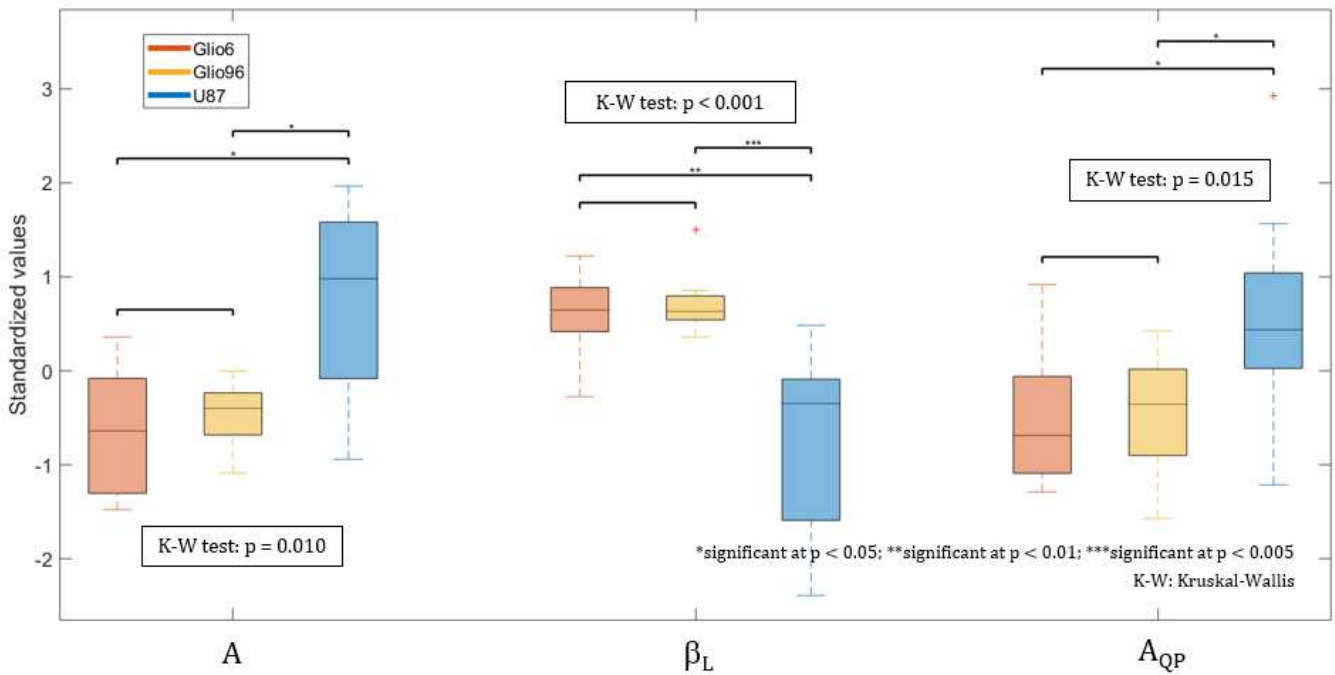 Glio6
Glio96
U87
Standardized values
3
2
1
0
-1
-2
*
*
K-W test: p = 0.010
K-W test: p < 0.001
***
**
*
*
K-W test: p = 0.015
*significant at p < 0.05; **significant at p < 0.01; ***significant at p < 0.005
K-W: Kruskal-Wallis
A
β_L
A_QP